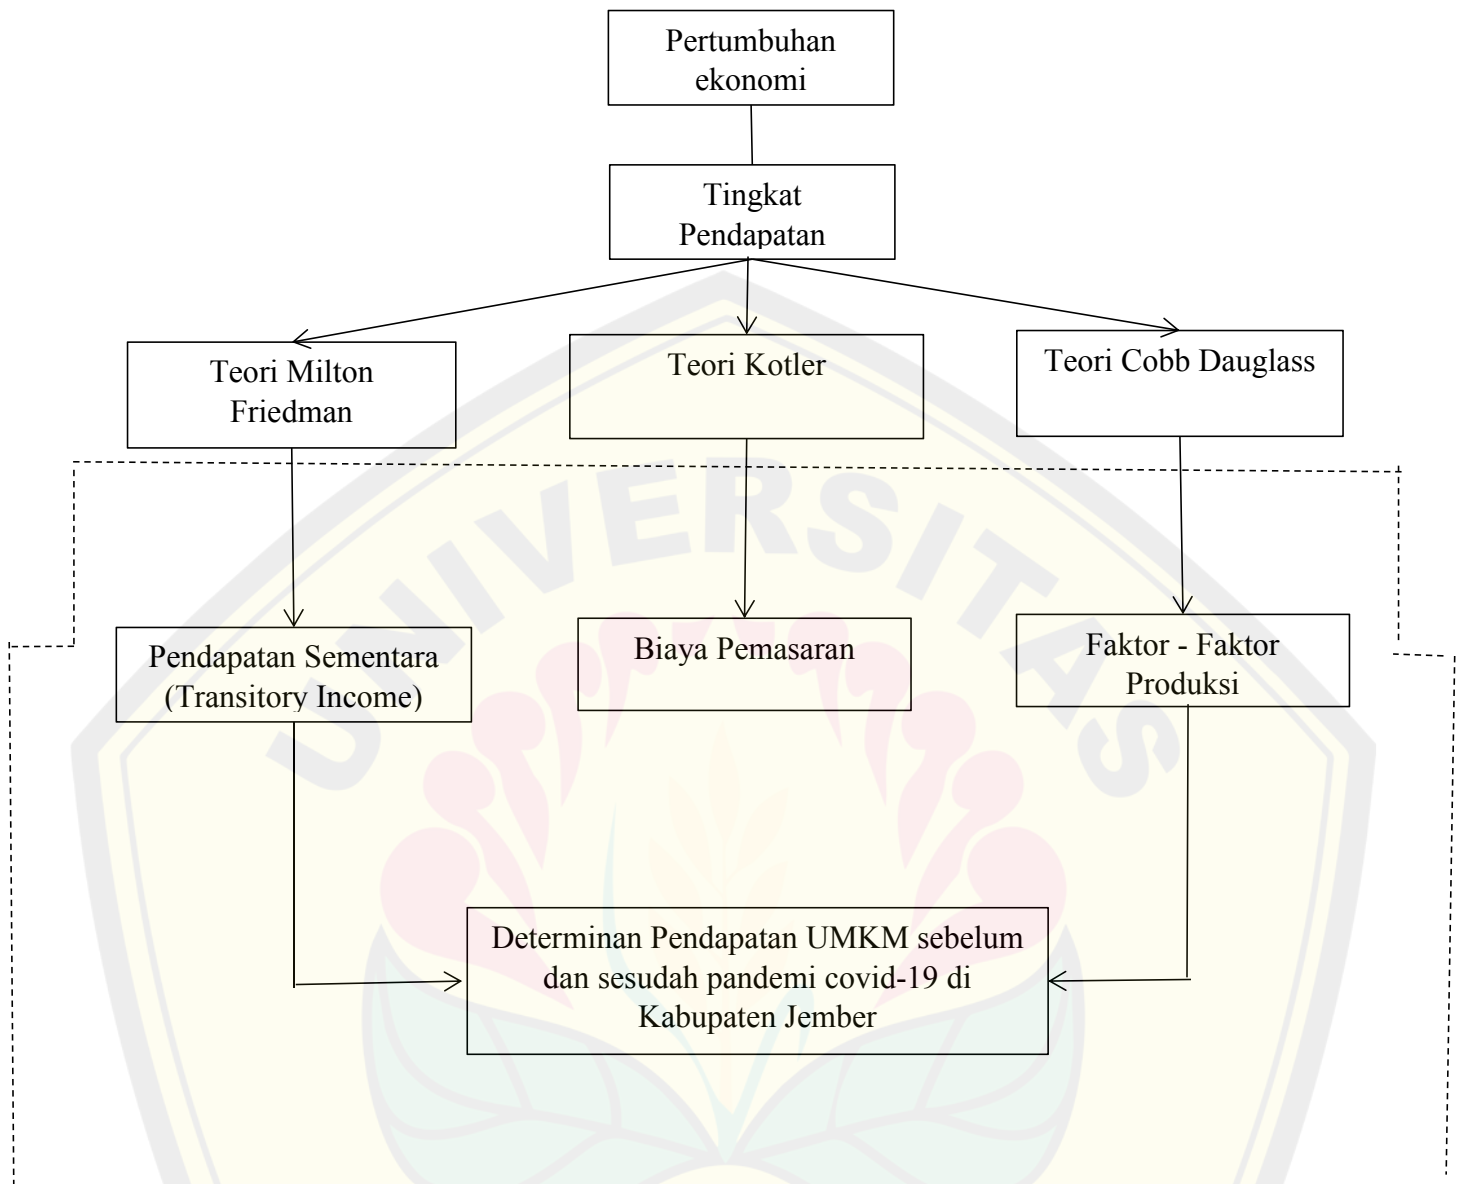 Pertumbuhan
ekonomi
Tingkat
Pendapatan
Teori Milton
Friedman
Teori Kotler
Teori Cobb Dauglass
UNIVERSITAS
Pendapatan Sementara
(Transitory Income)
Biaya Pemasaran
Faktor - Faktor
Produksi
Determinan Pendapatan UMKM sebelum
dan sesudah pandemi covid-19 di
Kabupaten Jember